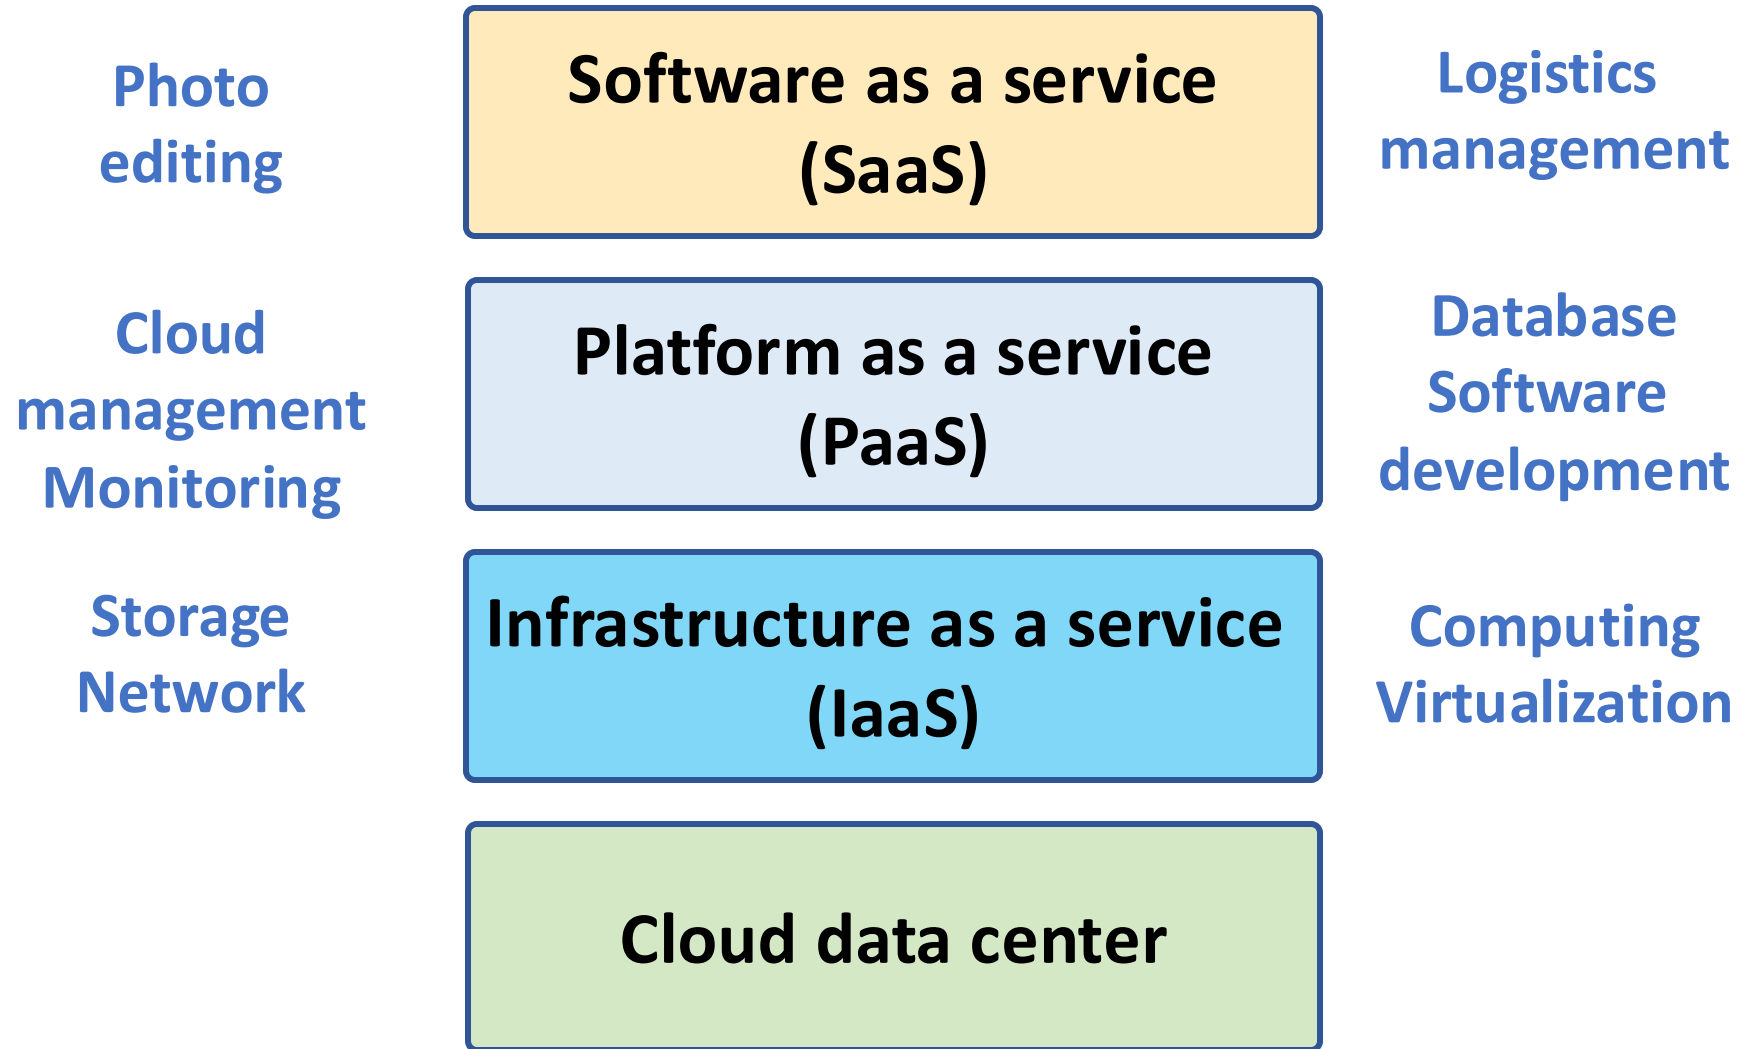 Photo
editing
Software as a service
(SaaS)
Logistics
management
Cloud
management
Monitoring
Platform as a service
(PaaS)
Database
Software
development
Storage
Network
Infrastructure as a service
(IaaS)
Computing
Virtualization
Cloud data center